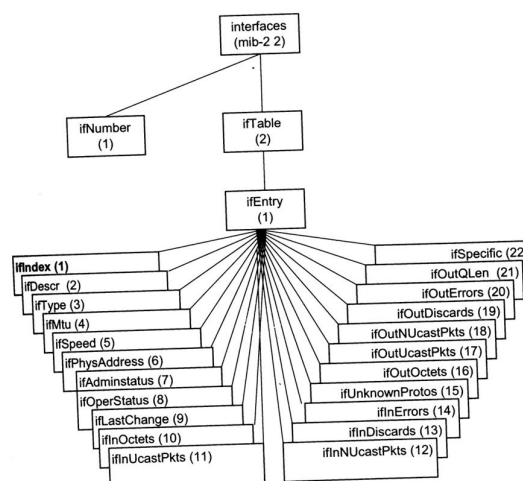 interfaces
(mib-2 2)
ifNumber
(1)
ifTable
(2)
ifEntry
(1)
ifIndex (1)
ifDescr (2)
ifType (3)
ifMtu (4)
ifSpeed (5)
ifPhysAddress (6)
ifAdminstatus (7)
ifOperStatus (8)
ifLastChange (9)
ifInOctets (10)
ifInUcastPkts (11)
ifSpecific (22
ifOutQLen (21)
ifOutErrors (20)
ifOutDiscards (19)
ifOutNUcastPkts (18)
ifOutUcastPkts (17)
ifOutOctets (16)
ifUnknownProtos (15)
ifInErrors (14)
ifInDiscards (13)
ifInNUcastPkts (12)